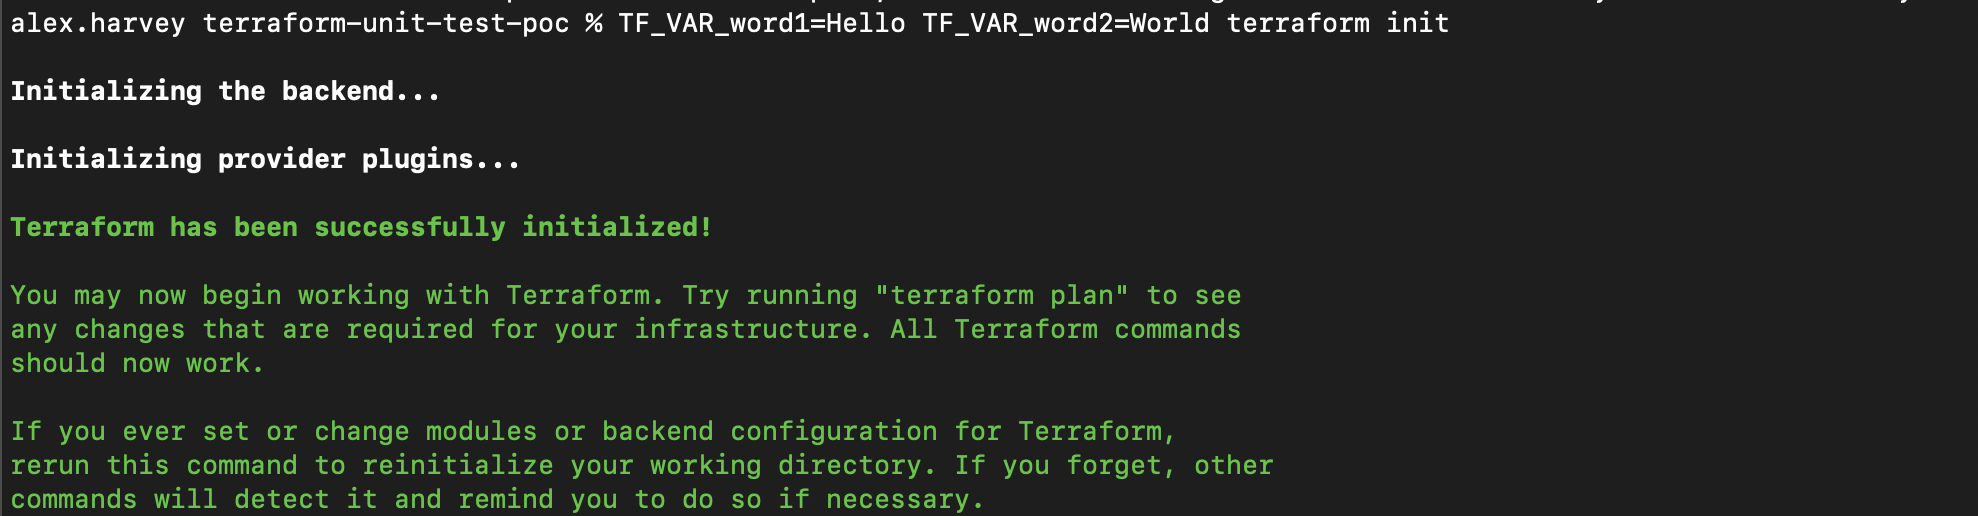 alex.harvey terraform-unit-test-poc % TF_VAR_word1=Hello TF_VAR_word2=World terraform init
Initializing the backend...
Initializing provider plugins...
Terraform has been successfully initialized!
You may now begin working with Terraform. Try running "terraform plan" to see
any changes that are required for your infrastructure. All Terraform commands
should now work.
If you ever set or change modules or backend configuration for Terraform,
rerun this command to reinitialize your working directory. If you forget, other
commands will detect it and remind you to do so if necessary.